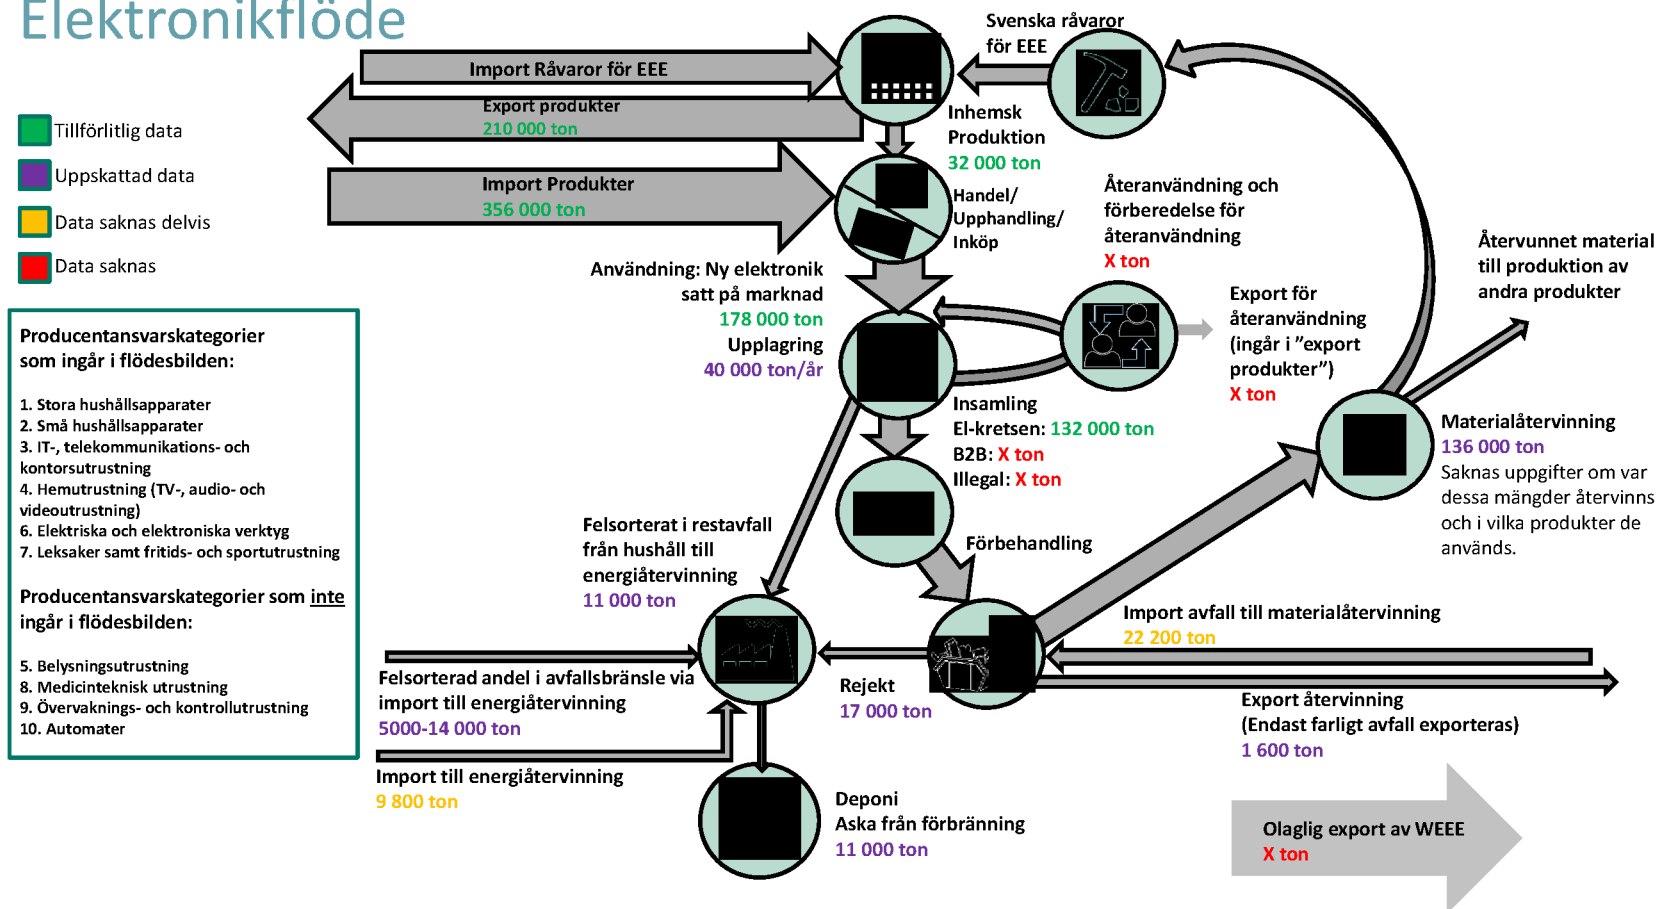 Elektronikflöde
Tillförlitlig data
Uppskattad data
Data saknas delvis
Data saknas
Producentansvarskategorier
som ingår i flödesbilden:
1. Stora hushållsapparater
2. Små hushållsapparater
3. IT-, telekommunikations- och
kontorsutrustning
4. Hemutrustning (TV-, audio- och
videoutrustning)
6. Elektriska och elektroniska verktyg
7. Leksaker samt fritids- och sportutrustning
Producentansvarskategorier som inte
ingår i flödesbilden:
5. Belysningsutrustning
8. Medicinteknisk utrustning
9. Övervaknings- och kontrollutrustning
10. Automater
Import Råvaror för EEE
Export produkter
210 000 ton
Import Produkter
356 000 ton
Svenska råvaror
för EEE
Inhemsk
Produktion
32 000 ton
Handel/
Upphandling/
Inköp
Återanvändning och
förberedelse för
återanvändning
X ton
Användning: Ny elektronik
satt på marknad
178 000 ton
Upplagring
40 000 ton/år
Export för
återanvändning
(ingår i ”export
produkter”)
X ton
Återvunnet material
till produktion av
andra produkter
Insamling
El-kretsen: 132 000 ton
B2B: X ton
Illegal: X ton
Materialåtervinning
136 000 ton
Saknas uppgifter om var
dessa mängder återvinns
och i vilka produkter de
används.
Felsorterat i restavfall
från hushåll till
energiåtervinning
11 000 ton
Förbehandling
Import avfall till materialåtervinning
22 200 ton
Felsorterad andel i avfallsbränsle via
import till energiåtervinning
5000-14 000 ton
Rejekt
17 000 ton
Export återvinning
(Endast farligt avfall exporteras)
1 600 ton
Import till energiåtervinning
9 800 ton
Deponi
Aska från förbränning
11 000 ton
Olaglig export av WEEE
X ton